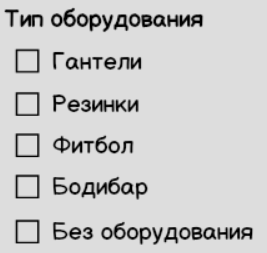 Тип оборудования
Гантели
Резинки
Фитбол
Бодибар
Без оборудования